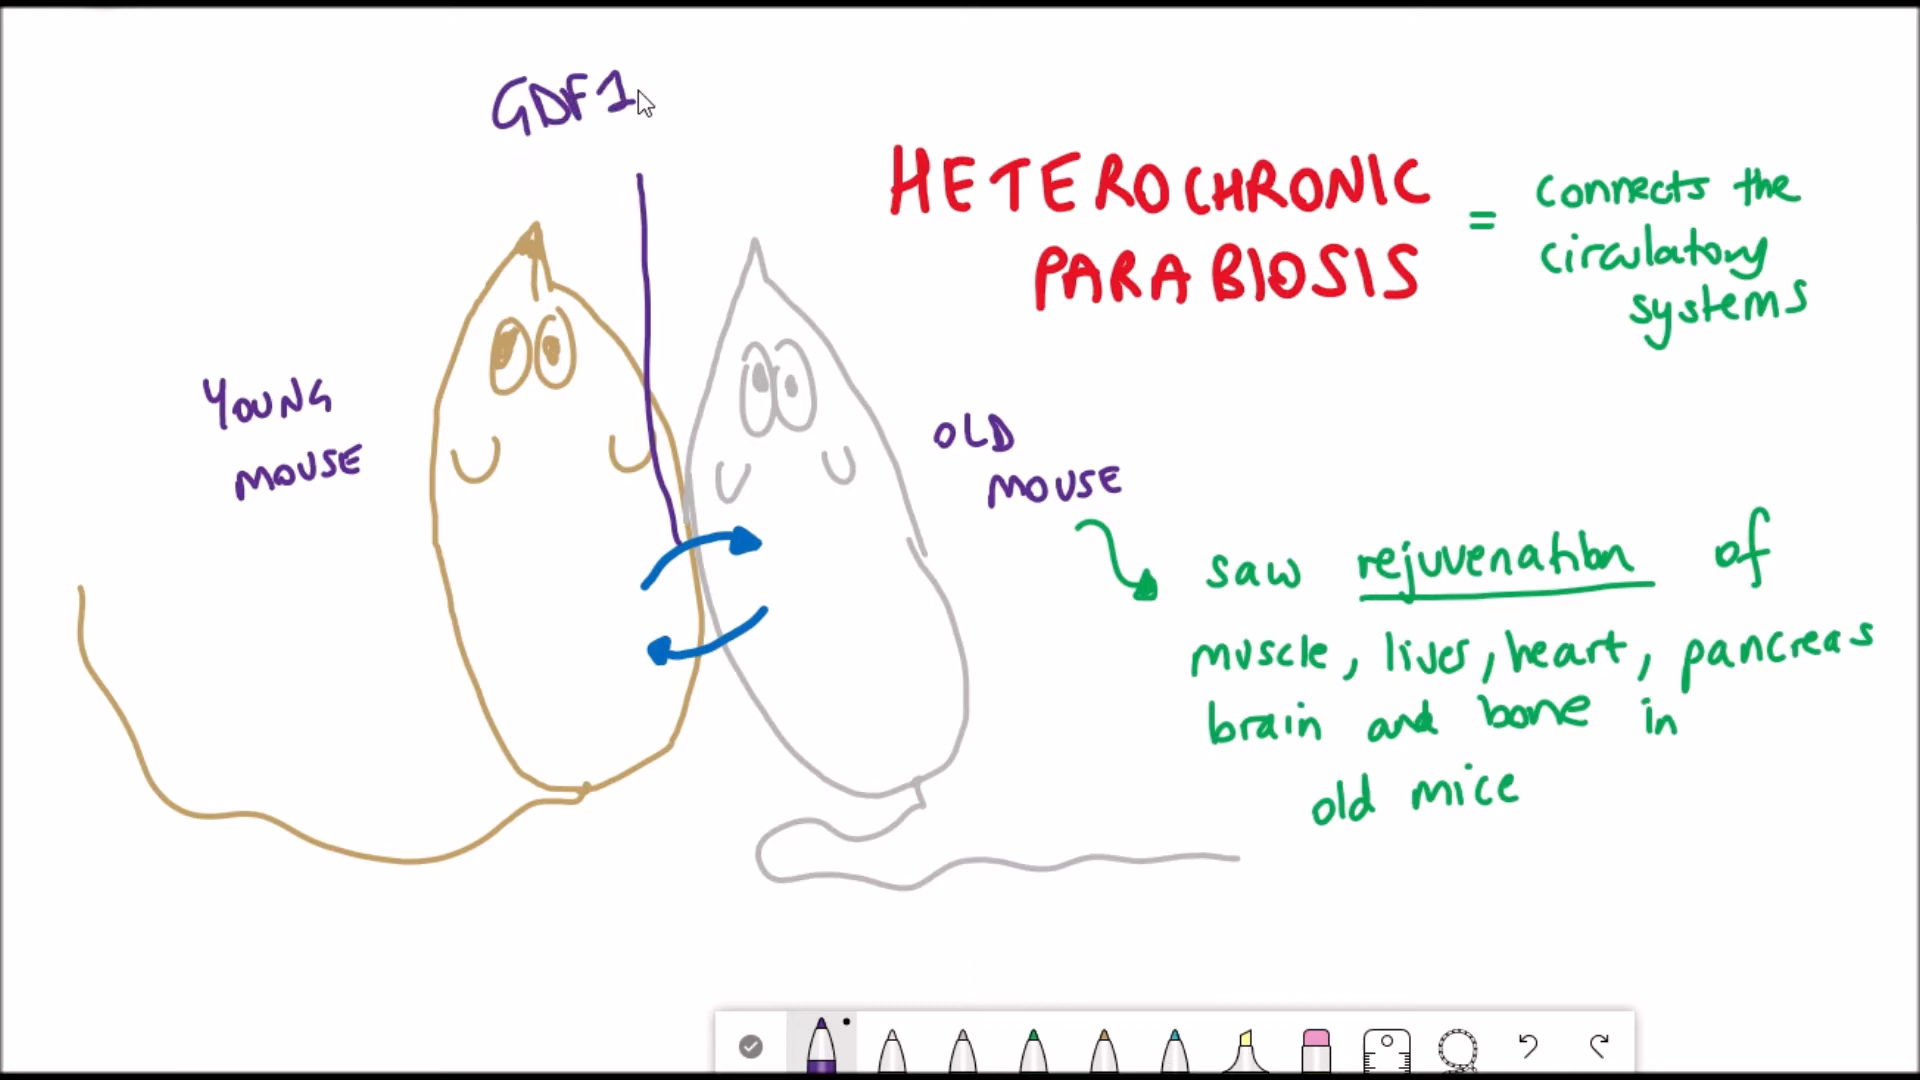 GDF1
HETEROCHRONIC
PARABIOSIS
=
connects the
circulatory
systems
YOUNG
MOUSE
OLD
MOUSE
saw rejuvenation of
muscle, liver, heart, pancreas
brain and bone in
old mice